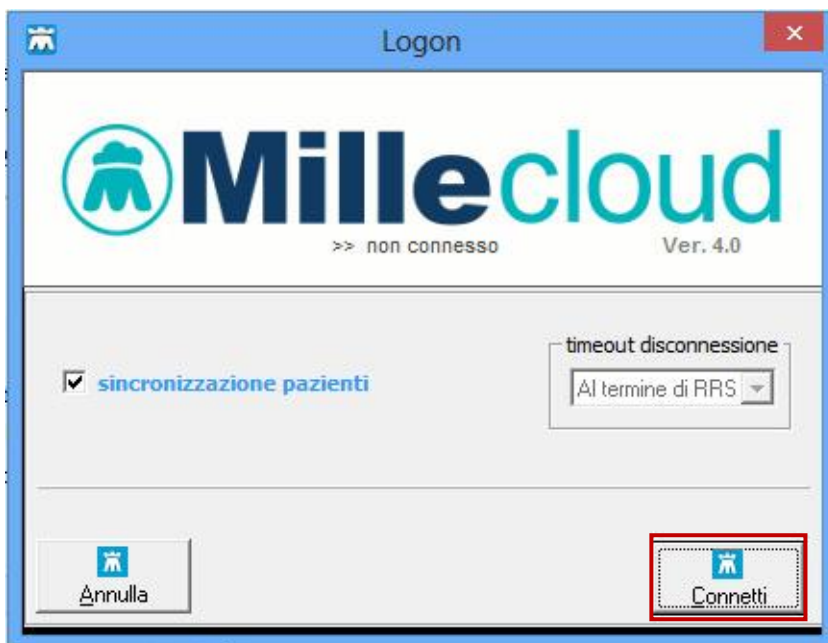 Logon
Millecloud
>> non connesso
Ver. 4.0
timeout disconnessione
sincronizzazione pazienti
Al termine di RRS
Annulla
Connetti